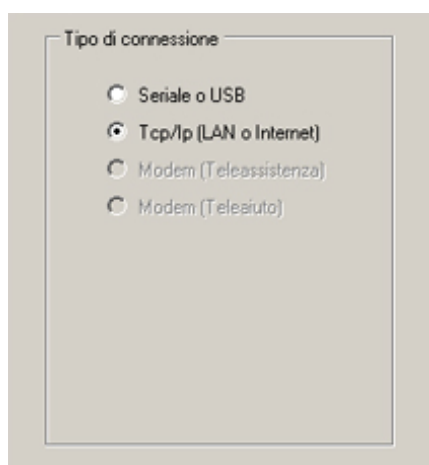 Tipo di connessione
Seriale o USB
Tcp/Ip (LAN o Internet)
Modem (Teleassistenza)
Modem (Teleaiuto)